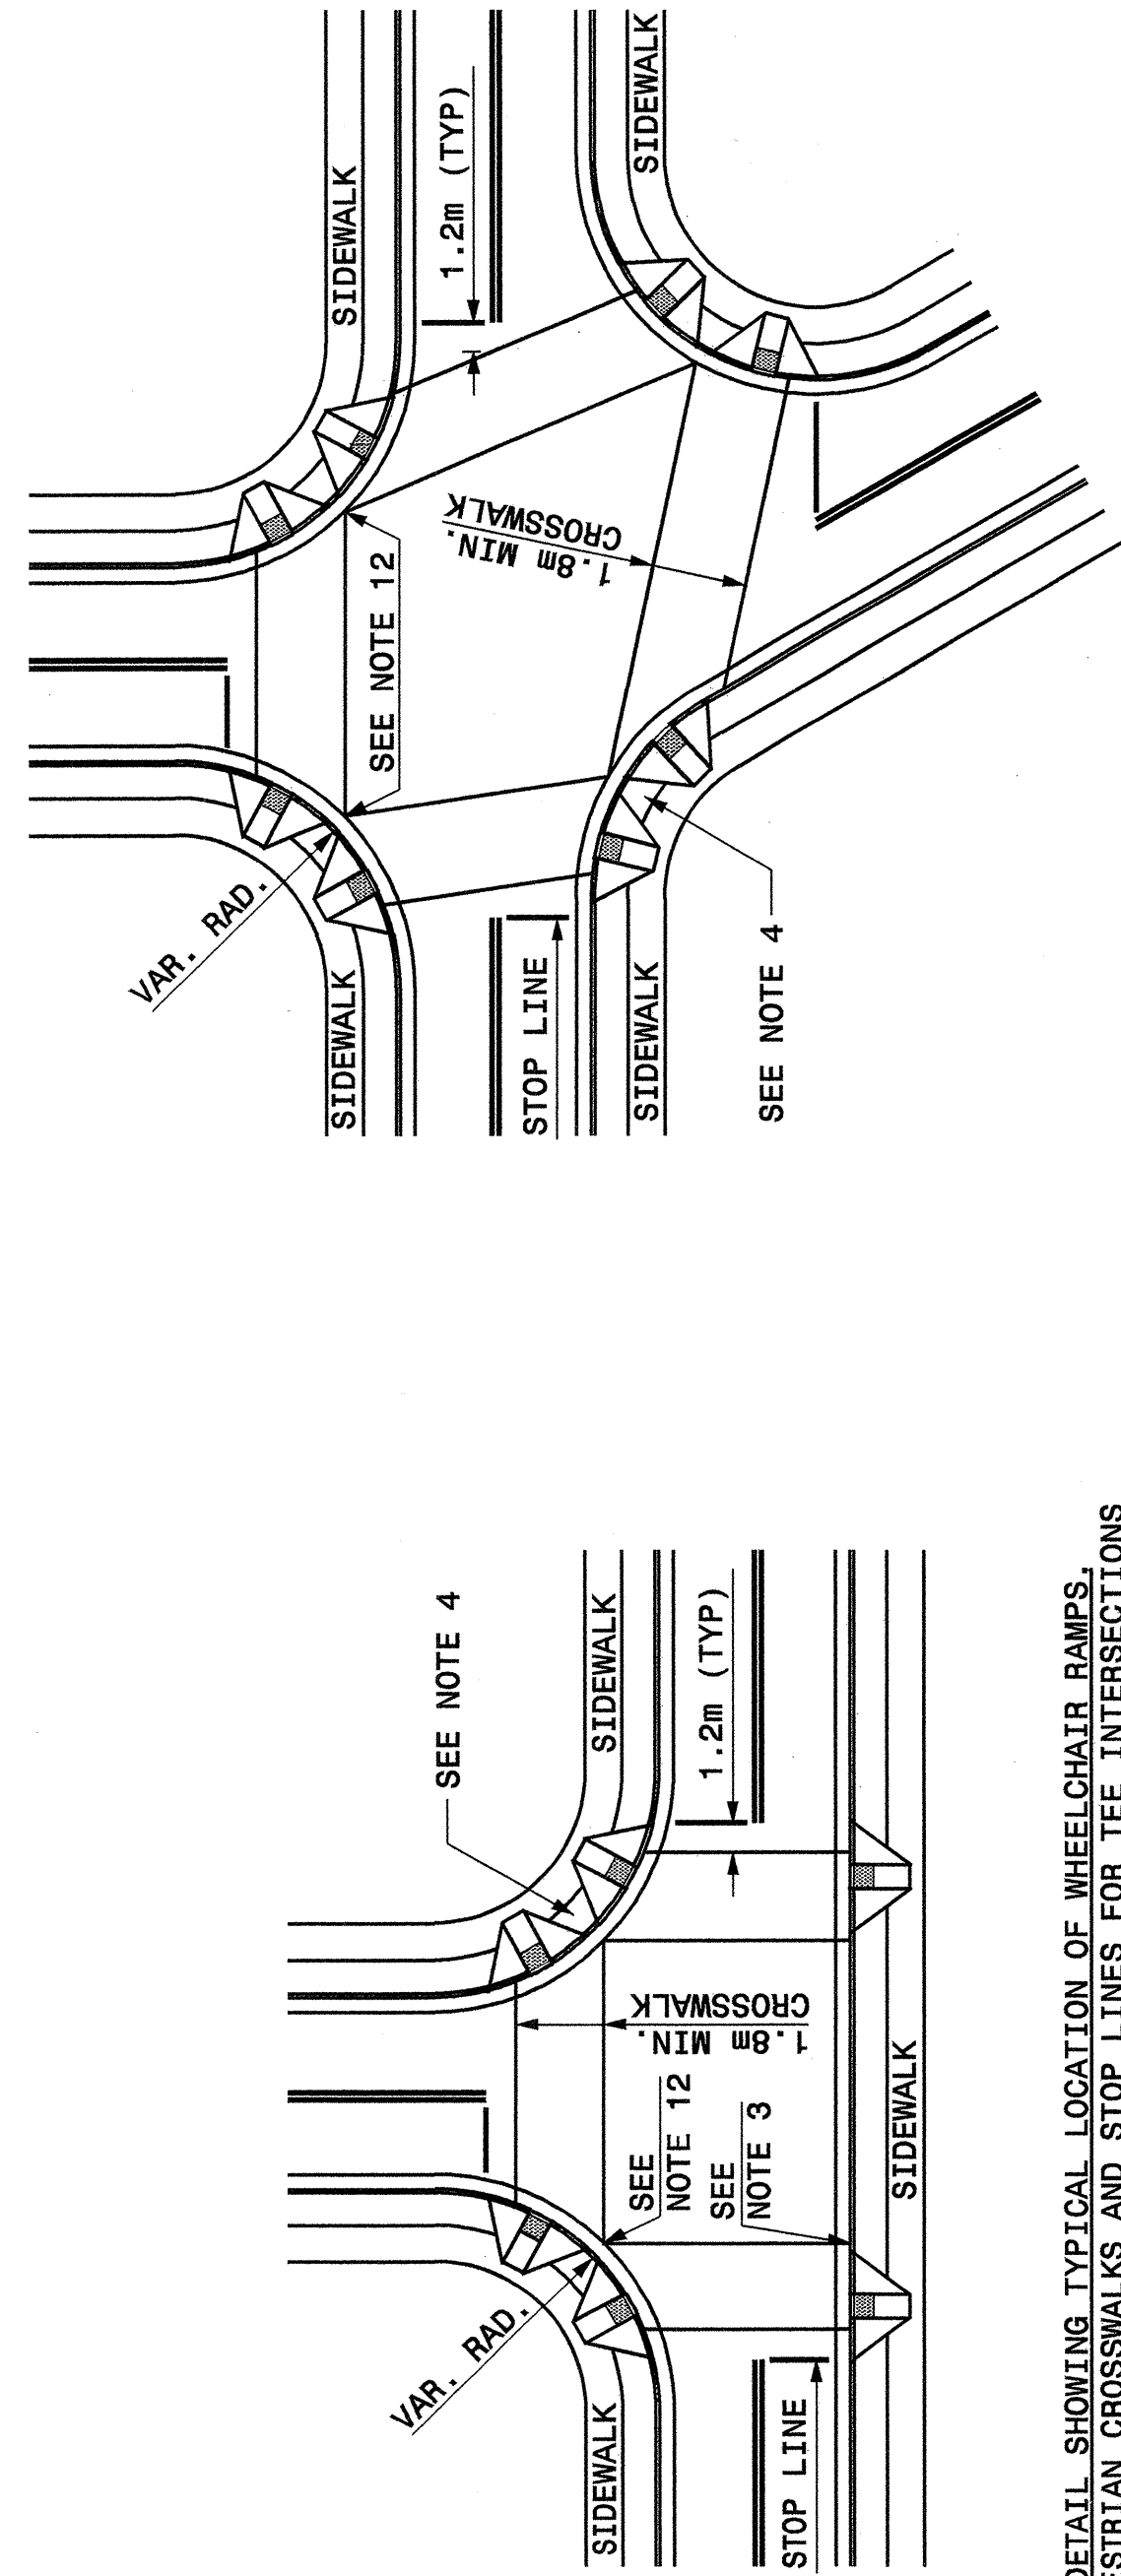 SIDEWALK
1.2m (TYP)
SIDEWALK
1.8m MIN.
CROSSWALK
SEE NOTE 12
VAR. RAD.
SIDEWALK
STOP LINE
SIDEWALK
SEE NOTE 4
SEE NOTE 4
SIDEWALK
1.2m (TYP)
1.8m MIN.
CROSSWALK
SEE
NOTE 12
SEE
NOTE 3
SIDEWALK
VAR. RAD.
SIDEWALK
STOP LINE
DETAIL SHOWING TYPICAL LOCATION OF WHEELCHAIR RAMPS,
CROSSWALKS AND STOP LINES FOR TEE INTERSECTIONS